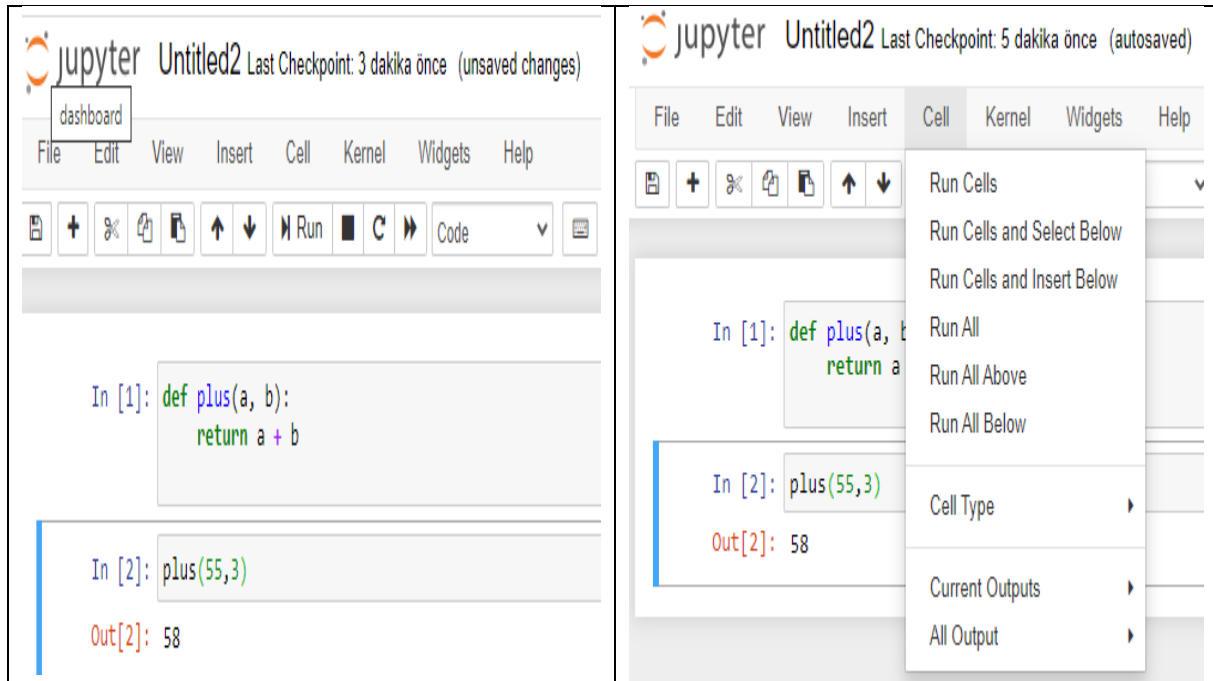 jupyter Untitled2 Last Checkpoint: 3 dakika önce (unsaved changes)
dashboard
File Edit View Insert Cell Kernel Widgets Help
Run Code
In [1]: def plus(a, b):
return a + b
In [2]: plus(55,3)
Out[2]: 58
jupyter Untitled2 Last Checkpoint: 5 dakika önce (autosaved)
File Edit View Insert Cell Kernel Widgets Help
Run Cells
Run Cells and Select Below
Run Cells and Insert Below
Run All
Run All Above
Run All Below
Cell Type
Current Outputs
All Output
In [1]: def plus(a,
return a
In [2]: plus(55,3)
Out[2]: 58